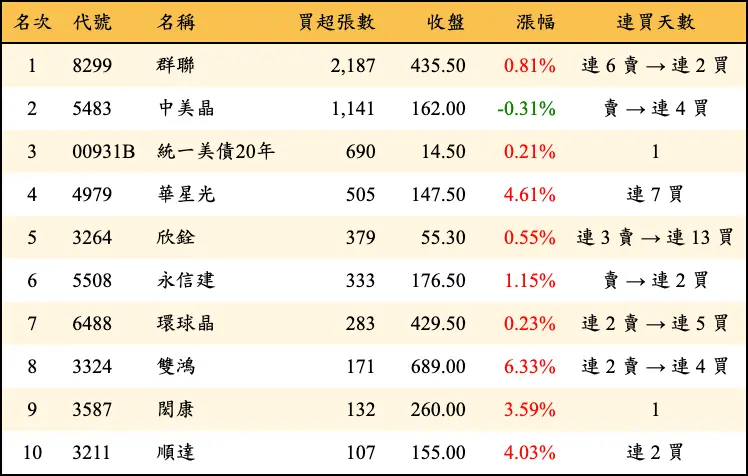 名次 代號 名稱 買超張數 收盤 漲幅 連買天數
1 8299 群聯 2,187 435.50 0.81% 連 6 賣 → 連 2 買
2 5483 中美晶 1,141 162.00 -0.31% 賣 → 連 4 買
3 00931B 統一美債20年 690 14.50 0.21% 1
4 4979 華星光 505 147.50 4.61% 連 7 買
5 3264 欣銓 379 55.30 0.55% 連 3 賣 → 連 13 買
6 5508 永信建 333 176.50 1.15% 賣 → 連 2 買
7 6488 環球晶 283 429.50 0.23% 連 2 賣 → 連 5 買
8 3324 雙鴻 171 689.00 6.33% 連 2 賣 → 連 4 買
9 3587 閎康 132 260.00 3.59% 1
10 3211 順達 107 155.00 4.03% 連 2 買